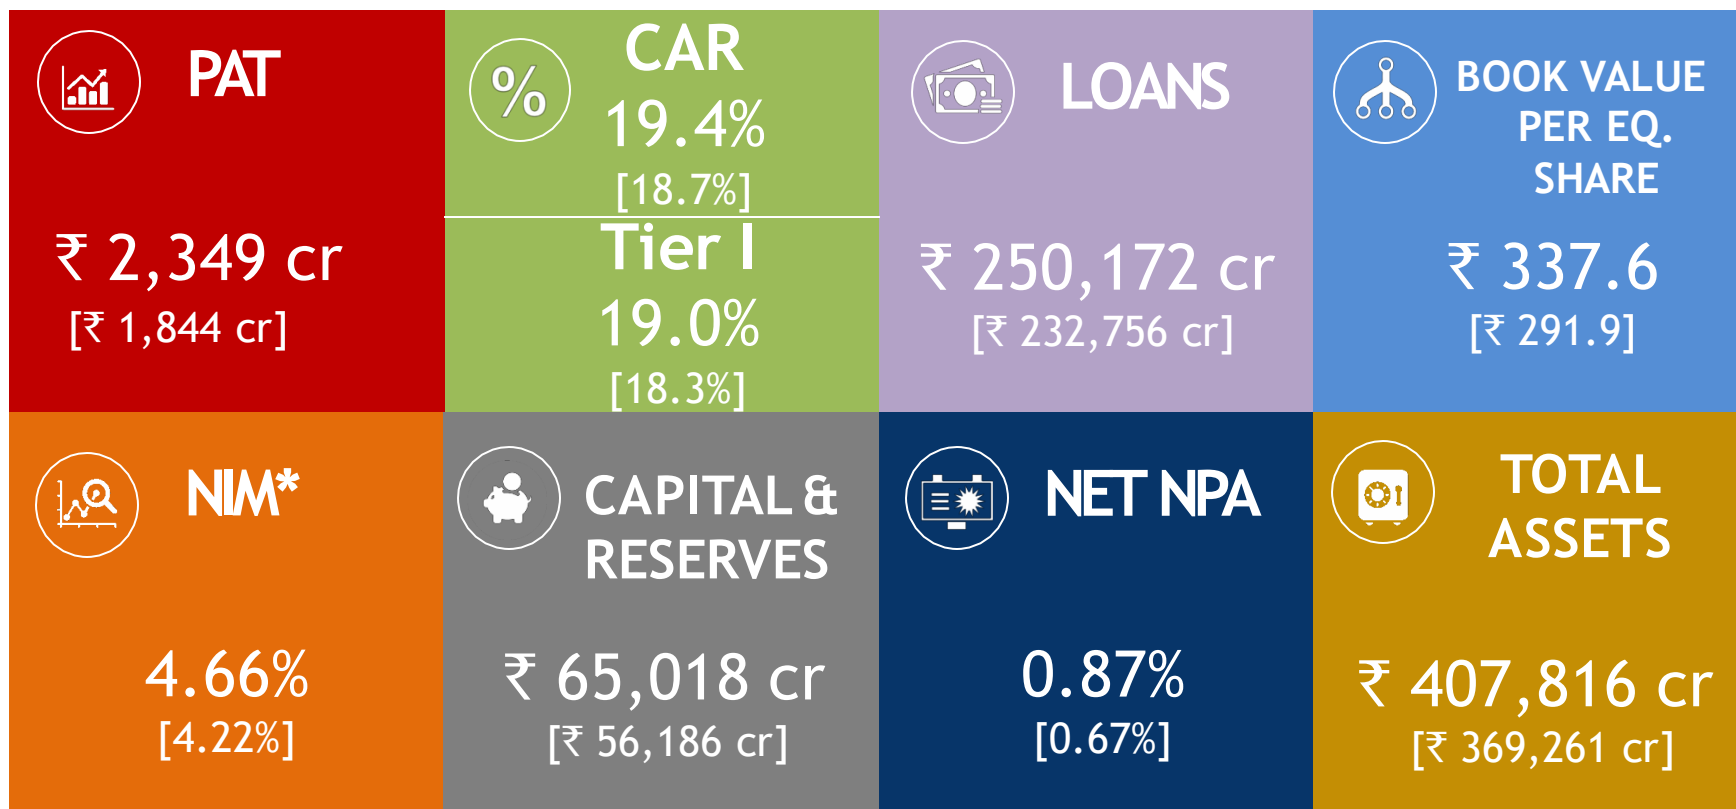 PAT
₹ 2,349 cr
[₹ 1,844 cr]
%
CAR
19.4%
[18.7%]
Tier I
19.0%
[18.3%]
LOANS
₹ 250,172 cr
[₹ 232,756 cr]
BOOK VALUE
PER EQ.
SHARE
₹ 337.6
[₹ 291.9]
NIM*
4.66%
[4.22%]
CAPITAL &
RESERVES
₹ 65,018 cr
[₹ 56,186 cr]
NET NPA
0.87%
[0.67%]
TOTAL
ASSETS
₹ 407,816 cr
[₹ 369,261 cr]